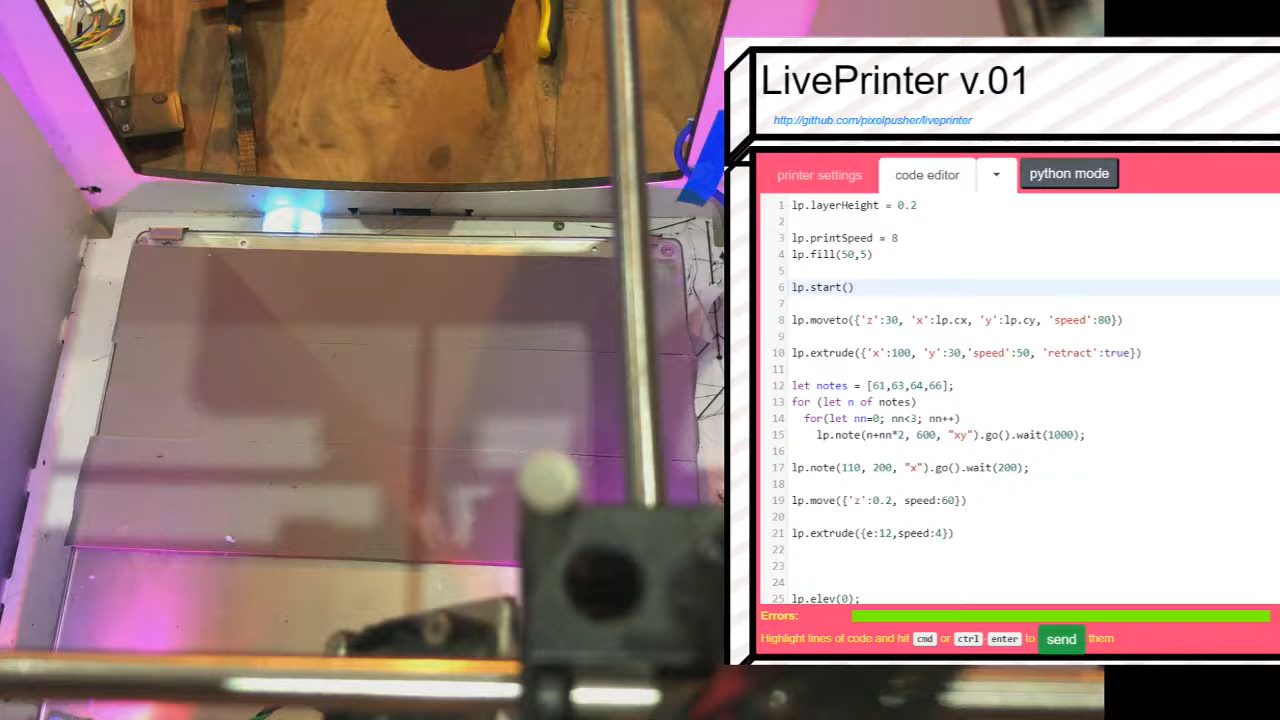 LivePrinter v.01
http://github.com/pixelpusher/liveprinter
printer settings code editor python mode
1 lp.layerHeight = 0.2
2
3 lp.printSpeed = 8
4 lp.fill(50,5)
5
6 lp.start()
7
8 lp.moveto({'z':30, 'x':lp.cx, 'y':lp.cy, 'speed':80})
9
10 lp.extrude({'x':100, 'y':30,'speed':50, 'retract':true})
11
12 let notes = [61,63,64,66];
13 for (let n of notes)
14 for(let nn=0; nn<3; nn++)
15 lp.note(n+nn*2, 600, "xy").go().wait(1000);
16
17 lp.note(110, 200, "x").go().wait(200);
18
19 lp.move({'z':0.2, speed:60})
20
21 lp.extrude({e:12,speed:4})
22
23
24
25 lp.elev(0);
Errors:
Highlight lines of code and hit cmd or ctrl enter to send them